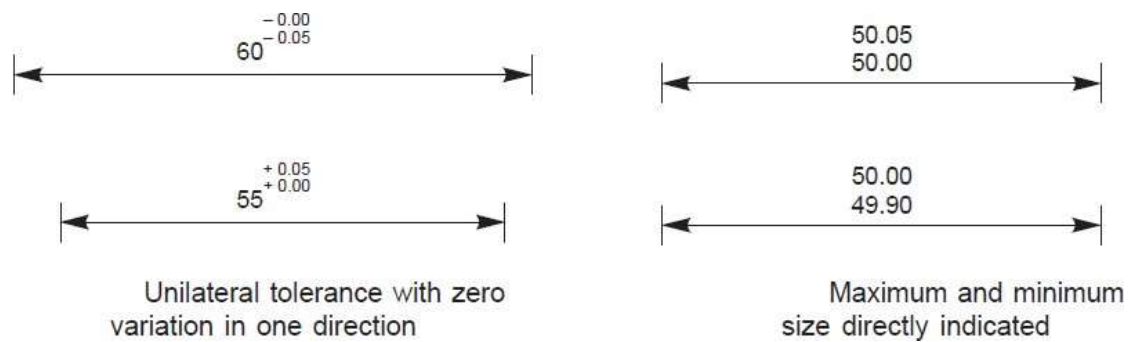 – 0.00
60 – 0.05
50.05
50.00
+ 0.05
55 + 0.00
50.00
49.90
Unilateral tolerance with zero
variation in one direction
Maximum and minimum
size directly indicated